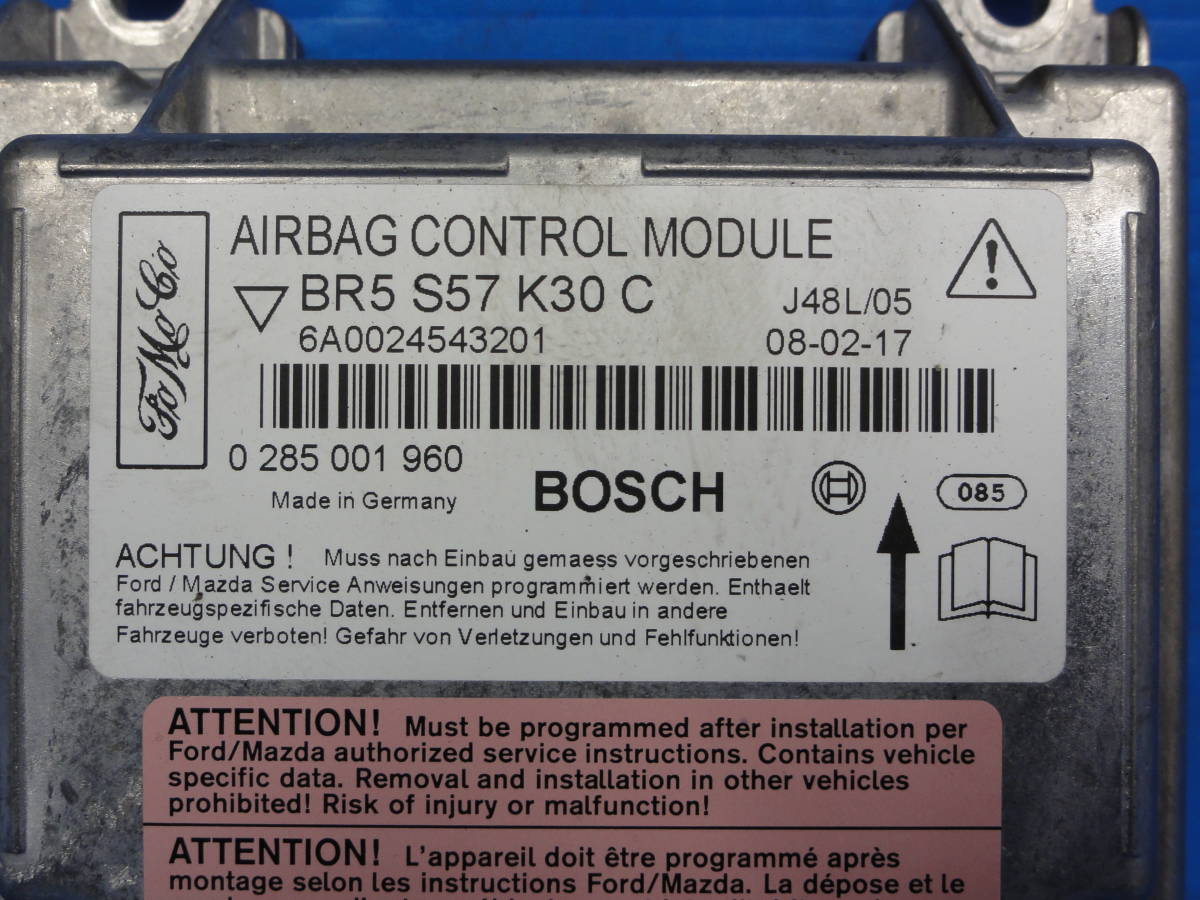 FoMoCo
AIRBAG CONTROL MODULE
BR5 S57 K30 C J48L/05
6A0024543201 08-02-17
0 285 001 960
Made in Germany BOSCH 085
ACHTUNG ! Muss nach Einbau gemaess vorgeschriebenen
Ford / Mazda Service Anweisungen programmiert werden. Enthaelt
fahrzeugspezifische Daten. Entfernen und Einbau in andere
Fahrzeuge verboten! Gefahr von Verletzungen und Fehlfunktionen!
ATTENTION! Must be programmed after installation per
Ford/Mazda authorized service instructions. Contains vehicle
specific data. Removal and installation in other vehicles
prohibited! Risk of injury or malfunction!
ATTENTION! L'appareil doit être programmé après
montage selon les instructions Ford/Mazda. La dépose et le